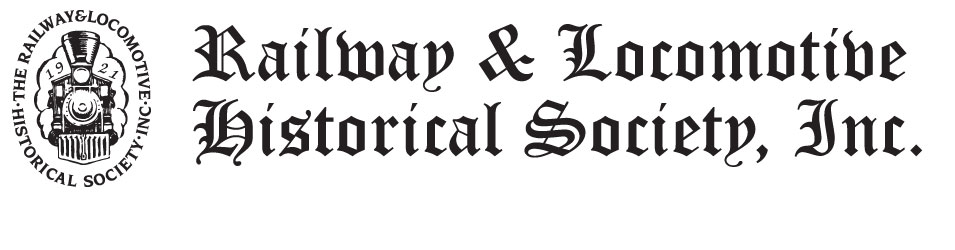 THE RAILWAY&LOCOMOTIVE·HISTORICAL SOCIETY·INC·
1921
Railway & Locomotive
Historical Society, Inc.